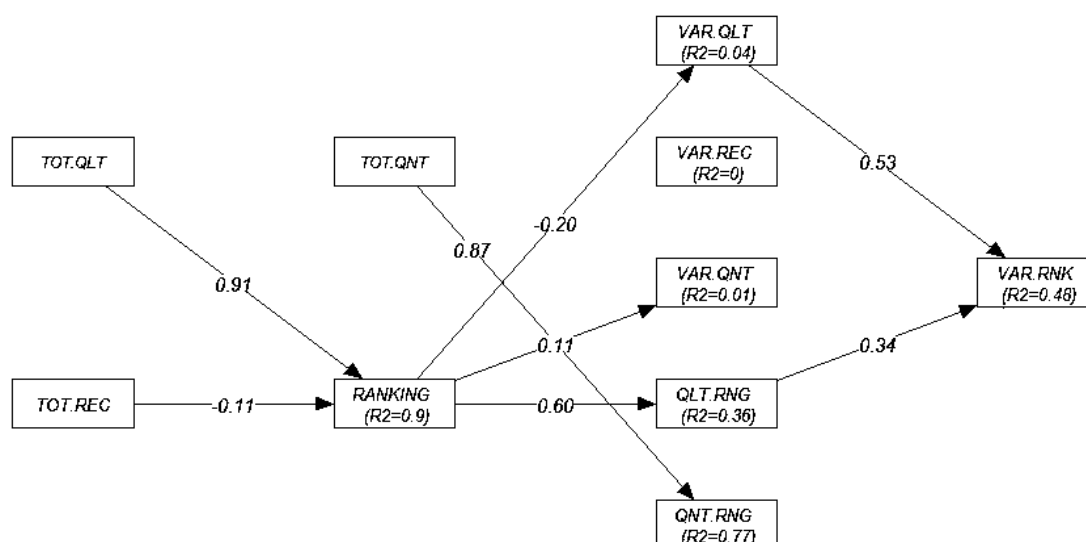 VAR.QLT
(R2=0.04)
TOT.QLT
TOT.QNT
VAR.REC
(R2=0)
0.53
-0.20
0.87
0.91
VAR.QNT
(R2=0.01)
VAR.RNK
(R2=0.48)
0.11
0.34
TOT.REC
-0.11
RANKING
(R2=0.9)
0.60
QLT.RNG
(R2=0.36)
QNT.RNG
(R2=0.77)